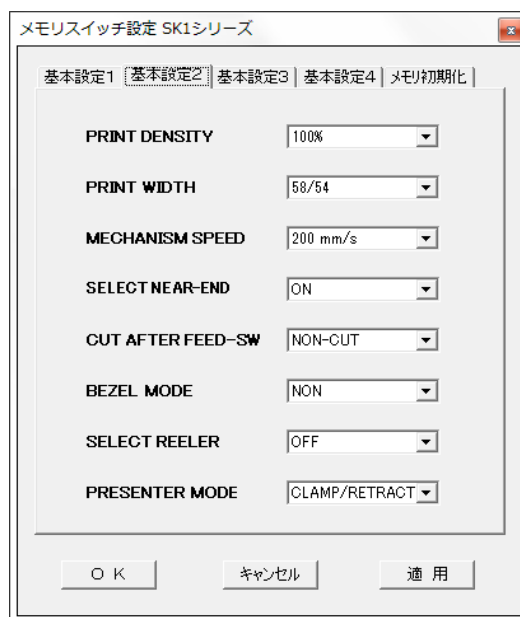 メモリスイッチ設定 SK1シリーズ
基本設定1 基本設定2 基本設定3 基本設定4 メモリ初期化
PRINT DENSITY 100%
PRINT WIDTH 58/54
MECHANISM SPEED 200 mm/s
SELECT NEAR-END ON
CUT AFTER FEED-SW NON-CUT
BEZEL MODE NON
SELECT REELER OFF
PRESENTER MODE CLAMP/RETRACT
OK キャンセル 適用